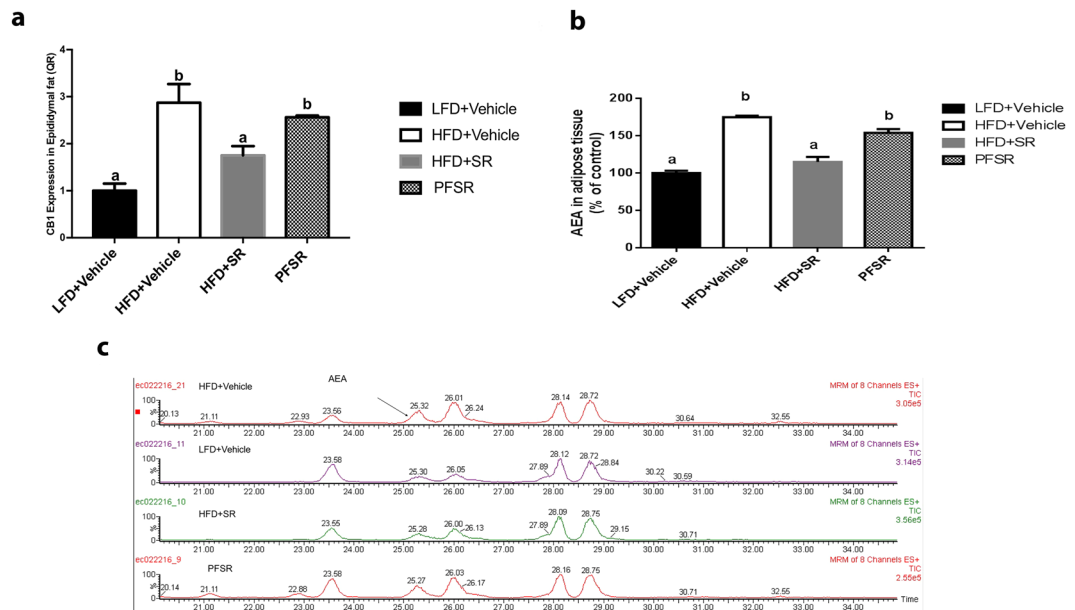 a
CB1 Expression in Epididymal fat (QR)
4
3
2
1
0
a
b
a
b
LFD+Vehicle
HFD+Vehicle
HFD+SR
PFSR
LFD+Vehicle
HFD+Vehicle
HFD+SR
PFSR
b
AEA in adipose tissue
(% of control)
200
150
100
50
0
a
b
a
b
LFD+Vehicle
HFD+Vehicle
HFD+SR
PFSR
LFD+Vehicle
HFD+Vehicle
HFD+SR
PFSR
c
ec022216_21
HFD+Vehicle
AEA
MRM of 8 Channels ES+
TIC
3.05e5
100
%
0
20.13 21.11 22.93 23.56 25.32 26.01 26.24 28.14 28.72 30.64 32.55
21.00 22.00 23.00 24.00 25.00 26.00 27.00 28.00 29.00 30.00 31.00 32.00 33.00 34.00
ec022216_11
LFD+Vehicle
MRM of 8 Channels ES+
TIC
3.14e5
100
%
0
23.58 25.30 26.05 27.89 28.12 28.72 28.84 30.22 30.59
21.00 22.00 23.00 24.00 25.00 26.00 27.00 28.00 29.00 30.00 31.00 32.00 33.00 34.00
ec022216_10
HFD+SR
MRM of 8 Channels ES+
TIC
3.56e5
100
%
0
23.55 25.28 26.00 26.13 27.89 28.09 28.75 29.15 30.71
21.00 22.00 23.00 24.00 25.00 26.00 27.00 28.00 29.00 30.00 31.00 32.00 33.00 34.00
ec022216_9
PFSR
MRM of 8 Channels ES+
TIC
2.55e5
100
%
0
20.14 21.11 22.88 23.58 25.27 26.03 26.17 28.16 28.75 30.71 32.55
Time
21.00 22.00 23.00 24.00 25.00 26.00 27.00 28.00 29.00 30.00 31.00 32.00 33.00 34.00